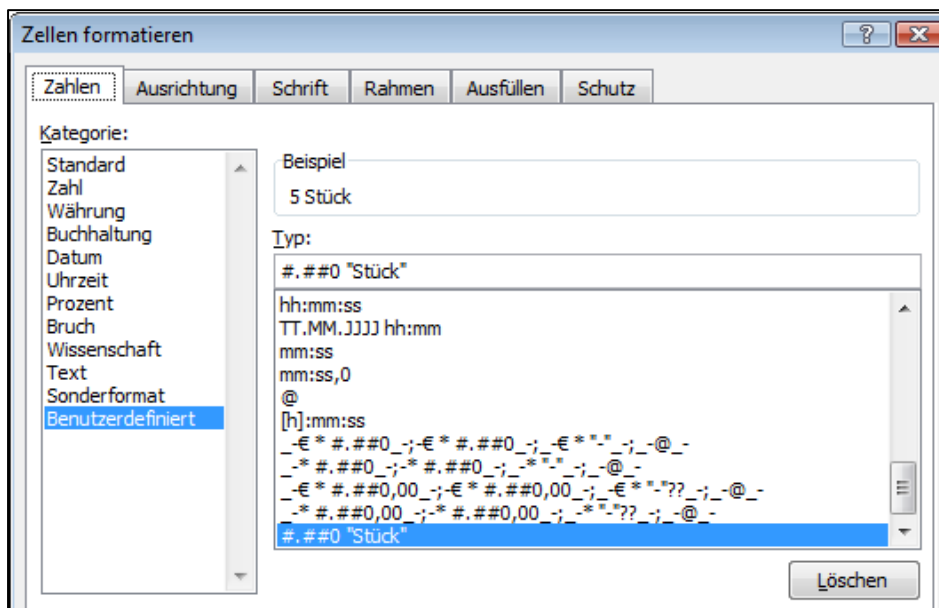 Zellen formatieren
Zahlen Ausrichtung Schrift Rahmen Ausfüllen Schutz
Kategorie:
Standard
Zahl
Währung
Buchhaltung
Datum
Uhrzeit
Prozent
Bruch
Wissenschaft
Text
Sonderformat
Benutzerdefiniert
Beispiel
5 Stück
Typ:
#.##0 "Stück"
hh:mm:ss
TT.MM.JJJJ hh:mm
mm:ss
mm:ss,0
@
[h]:mm:ss
_-€ * #.##0_-;-€ * #.##0_-;_-€ * "-"_-;_-@_-
_-* #.##0_-;-* #.##0_-;_-* "-"_-;_-@_-
_-€ * #.##0,00_-;-€ * #.##0,00_-;_-€ * "-"??_-;_-@_-
_-* #.##0,00_-;-* #.##0,00_-;_-* "-"??_-;_-@_-
#.##0 "Stück"
Löschen